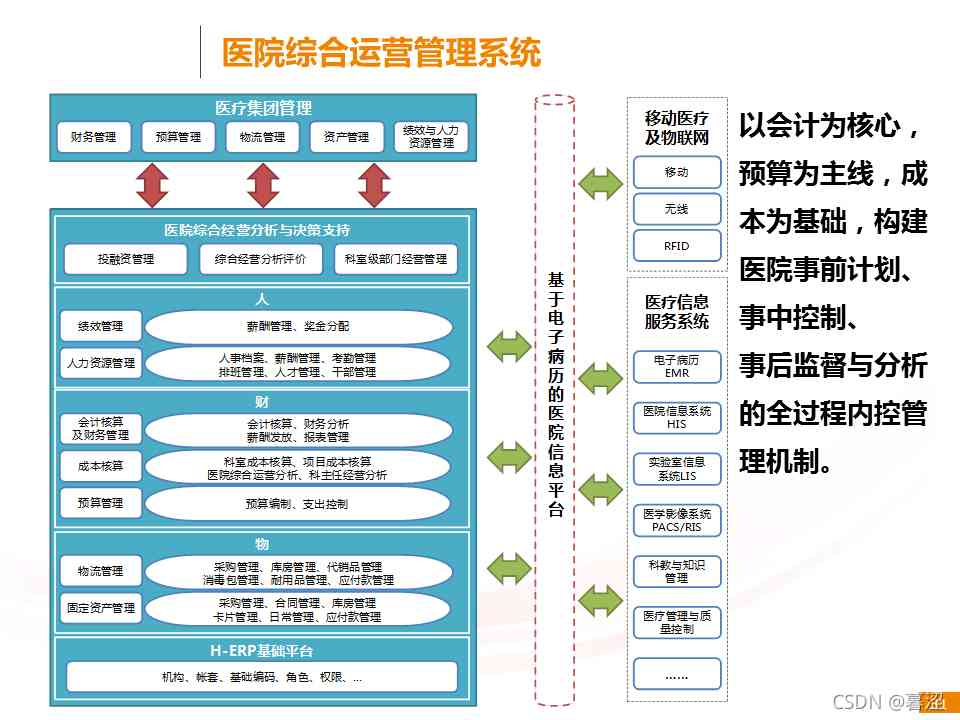 医院综合运营管理系统
医疗集团管理
财务管理
预算管理
物流管理
资产管理
绩效与人力
资源管理
医院综合经营分析与决策支持
投融资管理
综合经营分析评价
科室级部门经营管理
人
绩效管理
薪酬管理、奖金分配
人力资源管理
人事档案、薪酬管理、考勤管理
排班管理、人才管理、干部管理
财
会计核算
及财务管理
会计核算、财务分析
薪酬发放、报表管理
成本核算
科室成本核算、项目成本核算
医院综合运营分析、科主任经营分析
预算管理
预算编制、支出控制
物
物流管理
采购管理、库房管理、代销品管理
消毒包管理、耐用品管理、应付款管理
固定资产管理
采购管理、合同管理、库房管理
卡片管理、日常管理、应付款管理
H-ERP基础平台
机构、帐套、基础编码、角色、权限、...
基于电子病历的医院信息平台
移动医疗
及物联网
移动
无线
RFID
医疗信息
服务系统
电子病历
EMR
医院信息系统
HIS
实验室信息
系统LIS
医学影像系统
PACS/RIS
科教与知识
管理
医疗管理与质
量控制
......
以会计为核心，
预算为主线，成
本为基础，构建
医院事前计划、
事中控制、
事后监督与分析
的全过程内控管
理机制。
CSDN @暮涩